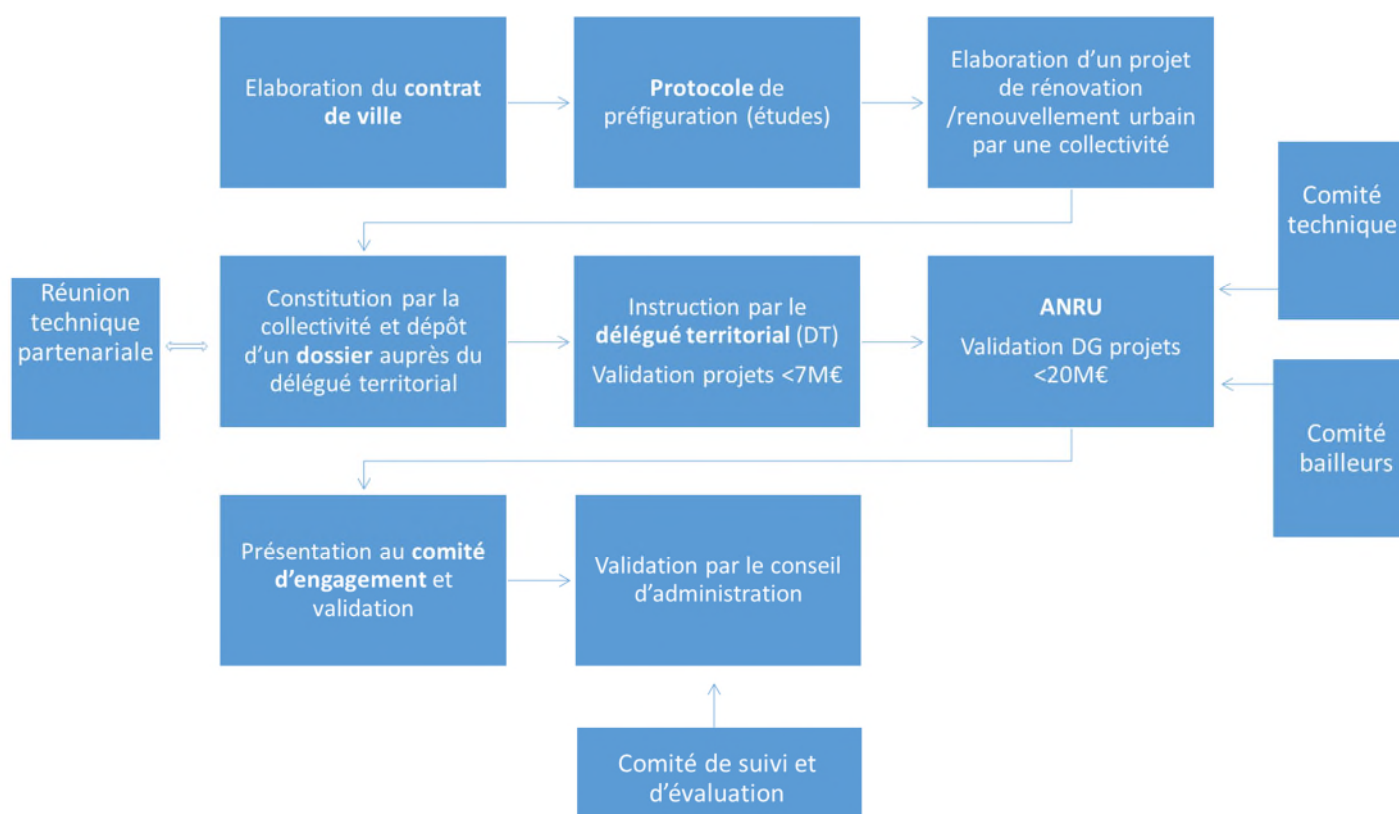 Elaboration du contrat
de ville
Protocole de
préfiguration (études)
Elaboration d’un projet
de rénovation
/renouvellement urbain
par une collectivité
Comité
technique
Réunion
technique
partenariale
Constitution par la
collectivité et dépôt
d’un dossier auprès du
délégué territorial
Instruction par le
délégué territorial (DT)
Validation projets <7M€
ANRU
Validation DG projets
<20M€
Comité
bailleurs
Présentation au comité
d’engagement et
validation
Validation par le conseil
d’administration
Comité de suivi et
d’évaluation